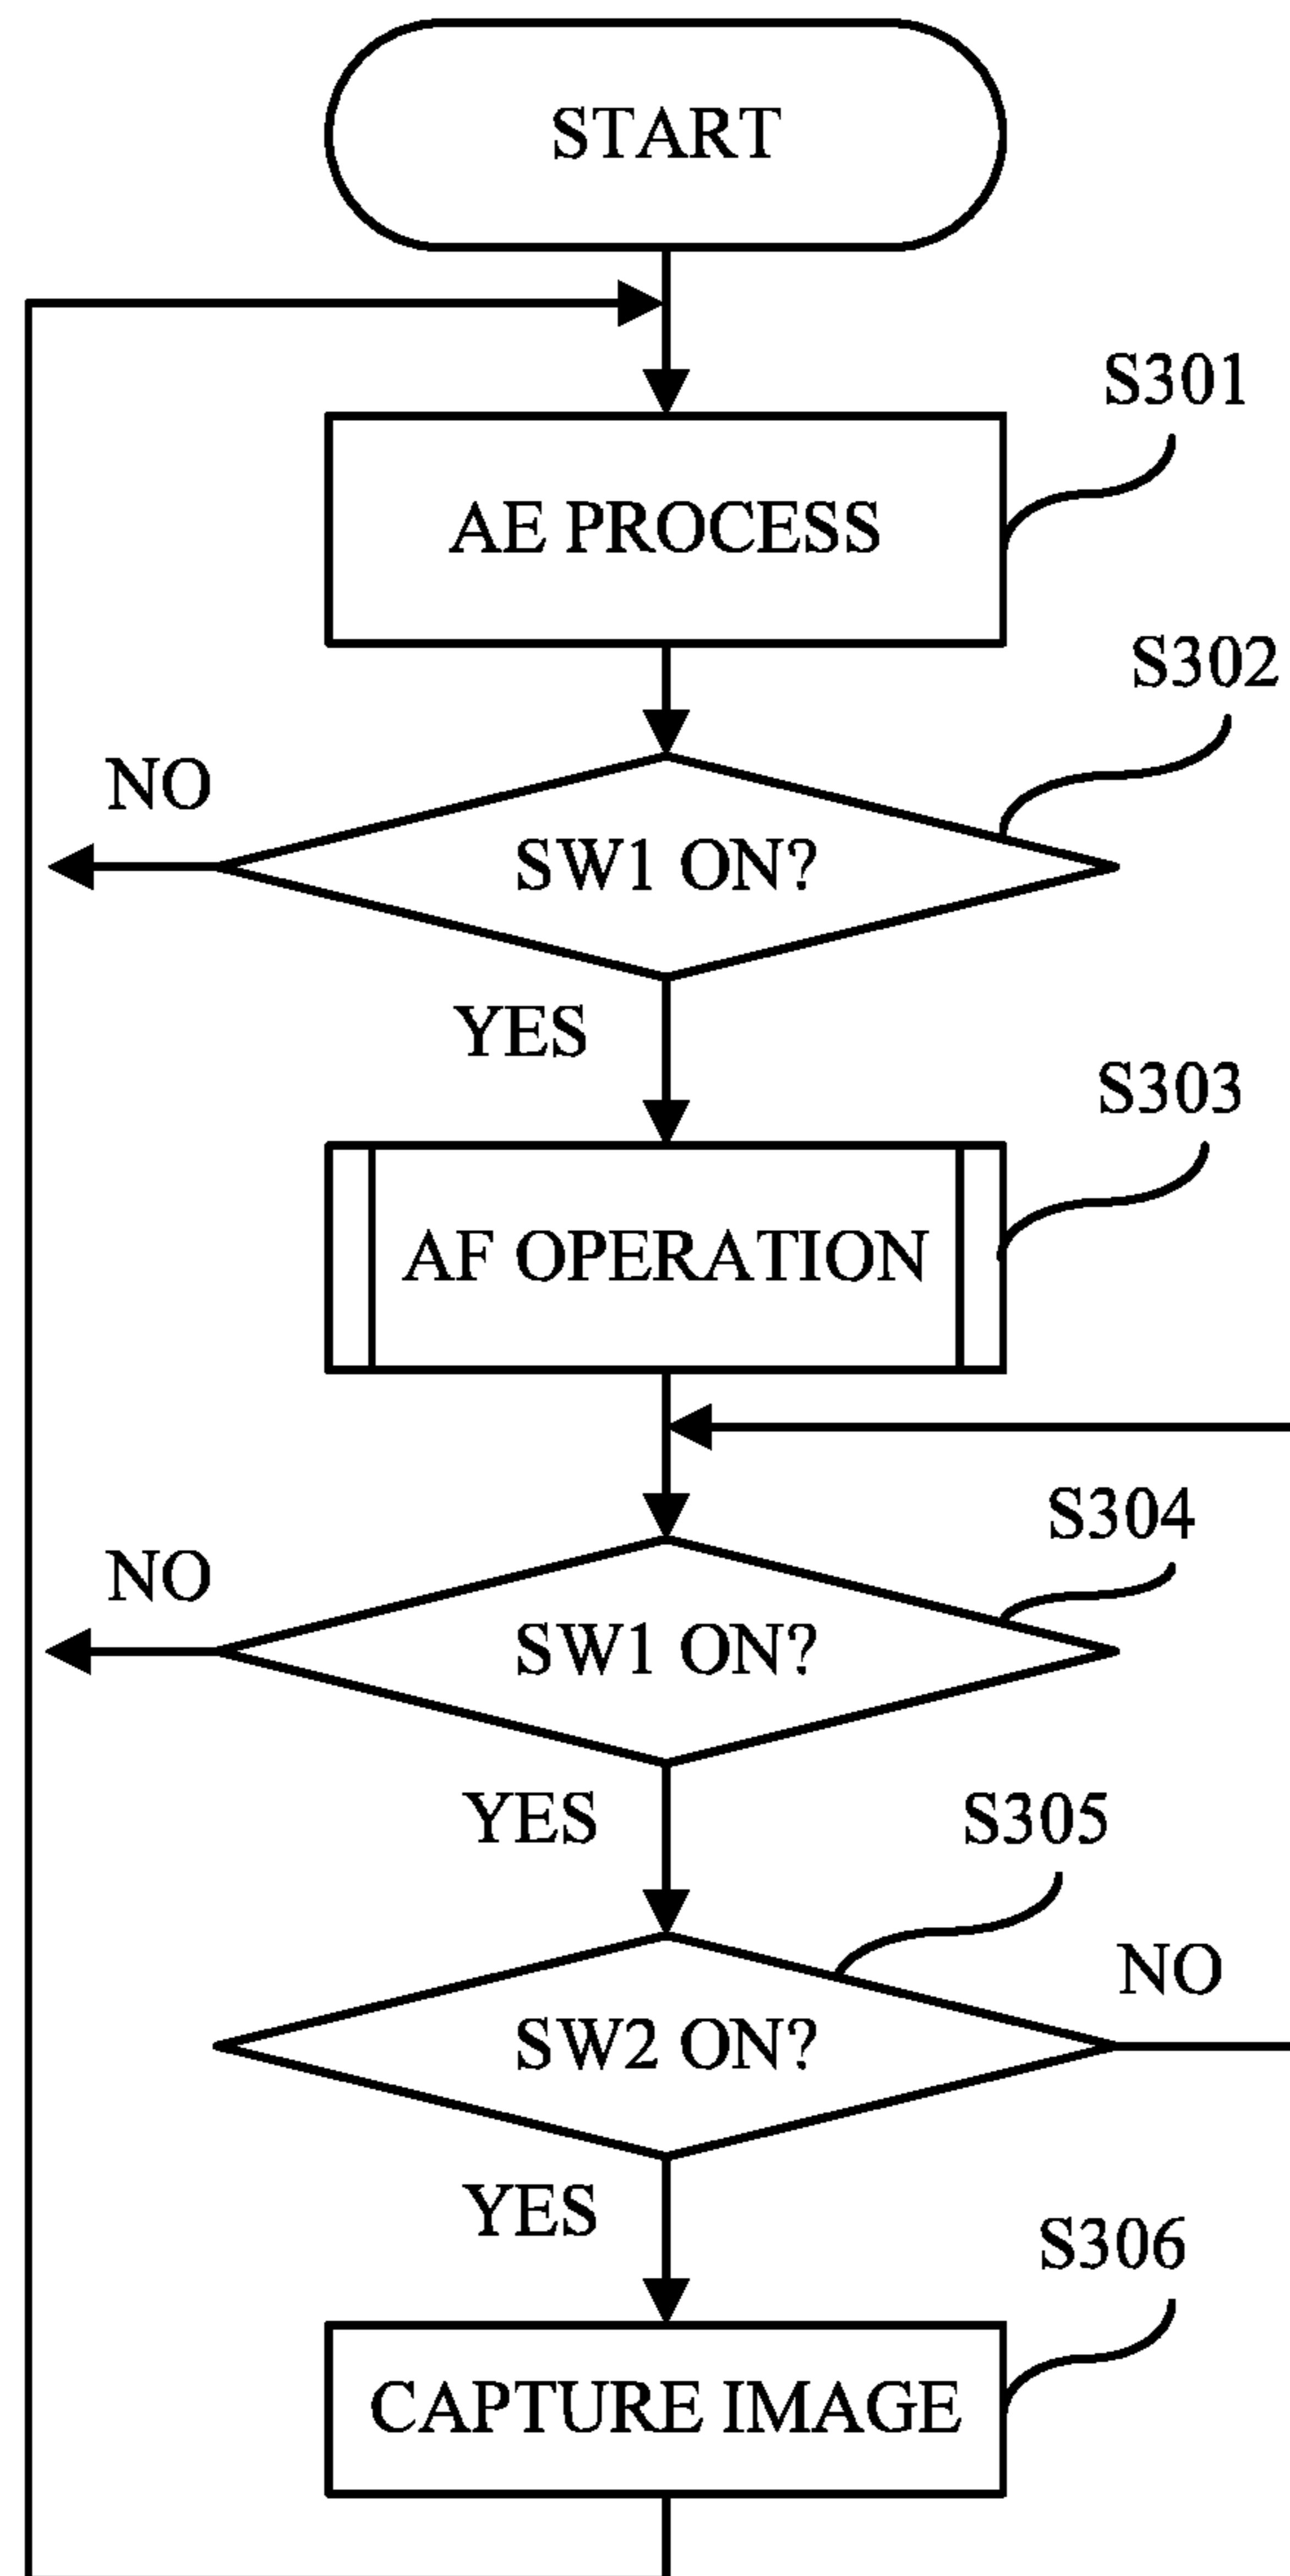 START
S301
AE PROCESS
S302
NO
SW1 ON?
YES
S303
AF OPERATION
S304
NO
SW1 ON?
YES
S305
NO
SW2 ON?
YES
S306
CAPTURE IMAGE